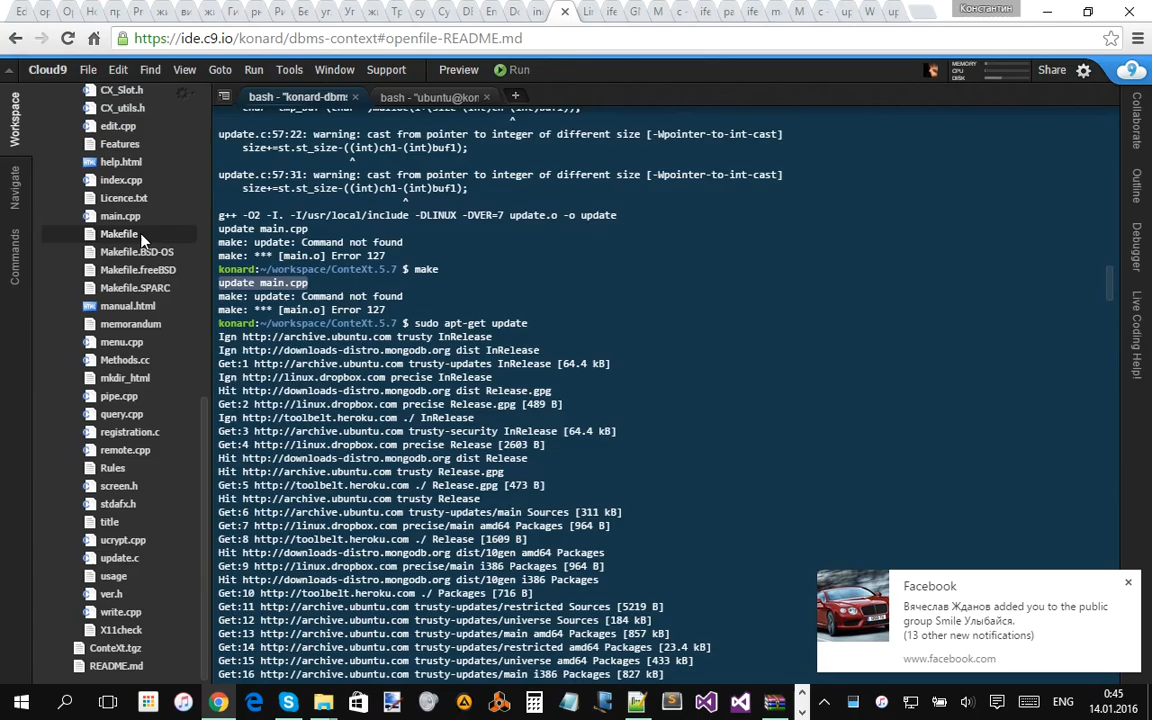 Константин
https://ide.c9.io/konard/dbms-context#openfile-README.md
Cloud9 File Edit Find View Goto Run Tools Window Support Preview Run MEMORY CPU DISK Share
bash - "konard-dbms bash - "ubuntu@kon
Workspace
Navigate
Commands
CX_Slot.h
CX_utils.h
edit.cpp
Features
help.html
index.cpp
Licence.txt
main.cpp
Makefile
Makefile.BSD-OS
Makefile.freeBSD
Makefile.SPARC
manual.html
memorandum
menu.cpp
Methods.cc
mkdir_html
pipe.cpp
query.cpp
registration.c
remote.cpp
Rules
screen.h
stdafx.h
title
ucrypt.cpp
update.c
usage
ver.h
write.cpp
X11check
ConteXt.tgz
README.md
^
update.c:57:22: warning: cast from pointer to integer of different size [-Wpointer-to-int-cast]
size+=st.st_size-((int)ch1-(int)buf1);
^
update.c:57:31: warning: cast from pointer to integer of different size [-Wpointer-to-int-cast]
size+=st.st_size-((int)ch1-(int)buf1);
^
g++ -O2 -I. -I/usr/local/include -DLINUX -DVER=7 update.o -o update
update main.cpp
make: update: Command not found
make: *** [main.o] Error 127
konard:~/workspace/ConteXt.5.7 $ make
update main.cpp
make: update: Command not found
make: *** [main.o] Error 127
konard:~/workspace/ConteXt.5.7 $ sudo apt-get update
Ign http://archive.ubuntu.com trusty InRelease
Ign http://downloads-distro.mongodb.org dist InRelease
Get:1 http://archive.ubuntu.com trusty-updates InRelease [64.4 kB]
Ign http://linux.dropbox.com precise InRelease
Hit http://downloads-distro.mongodb.org dist Release.gpg
Get:2 http://linux.dropbox.com precise Release.gpg [489 B]
Ign http://toolbelt.heroku.com ./ InRelease
Get:3 http://archive.ubuntu.com trusty-security InRelease [64.4 kB]
Get:4 http://linux.dropbox.com precise Release [2603 B]
Hit http://downloads-distro.mongodb.org dist Release
Hit http://archive.ubuntu.com trusty Release.gpg
Get:5 http://toolbelt.heroku.com ./ Release.gpg [473 B]
Hit http://archive.ubuntu.com trusty Release
Get:6 http://archive.ubuntu.com trusty-updates/main Sources [311 kB]
Get:7 http://linux.dropbox.com precise/main amd64 Packages [964 B]
Get:8 http://toolbelt.heroku.com ./ Release [1609 B]
Hit http://downloads-distro.mongodb.org dist/10gen amd64 Packages
Get:9 http://linux.dropbox.com precise/main i386 Packages [964 B]
Hit http://downloads-distro.mongodb.org dist/10gen i386 Packages
Get:10 http://toolbelt.heroku.com ./ Packages [716 B]
Get:11 http://archive.ubuntu.com trusty-updates/restricted Sources [5219 B]
Get:12 http://archive.ubuntu.com trusty-updates/universe Sources [184 kB]
Get:13 http://archive.ubuntu.com trusty-updates/main amd64 Packages [857 kB]
Get:14 http://archive.ubuntu.com trusty-updates/restricted amd64 Packages [23.4 kB]
Get:15 http://archive.ubuntu.com trusty-updates/universe amd64 Packages [433 kB]
Get:16 http://archive.ubuntu.com trusty-updates/main i386 Packages [827 kB]
Collaborate
Outline
Debugger
Live Coding Help!
Facebook
Вячеслав Жданов added you to the public
group Smile Улыбайся.
(13 other new notifications)
www.facebook.com
ENG
0:45
14.01.2016